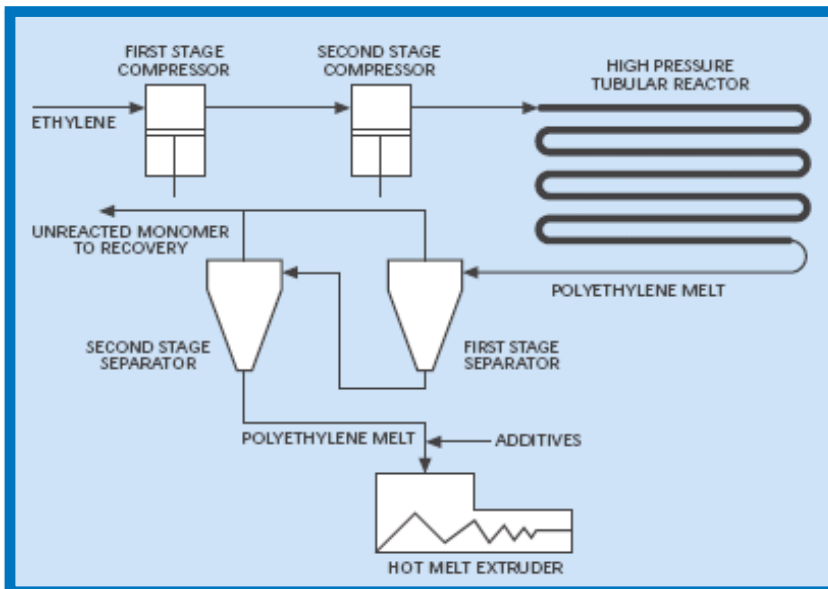 FIRST STAGE
COMPRESSOR
SECOND STAGE
COMPRESSOR
HIGH PRESSURE
TUBULAR REACTOR
ETHYLENE
UNREACTED MONOMER
TO RECOVERY
POLYETHYLENE MELT
SECOND STAGE
SEPARATOR
FIRST STAGE
SEPARATOR
POLYETHYLENE MELT
ADDITIVES
HOT MELT EXTRUDER